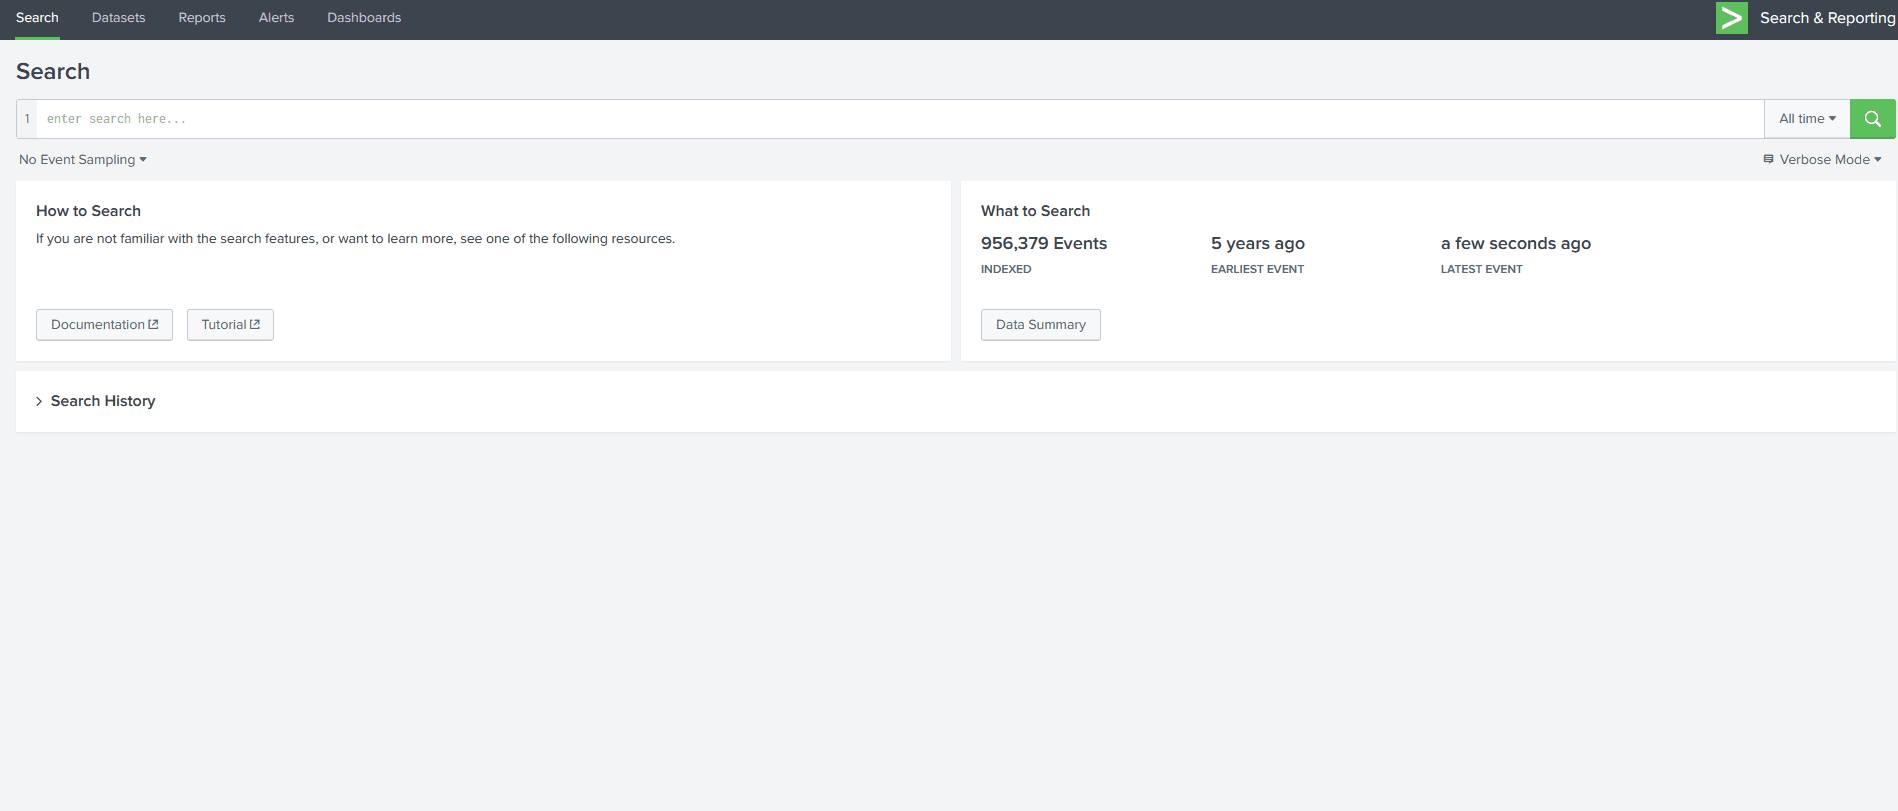 Search Datasets Reports Alerts Dashboards Search & Reporting
Search
1 enter search here... All time
No Event Sampling Verbose Mode
How to Search
If you are not familiar with the search features, or want to learn more, see one of the following resources.
Documentation Tutorial
What to Search
956,379 Events 5 years ago a few seconds ago
INDEXED EARLIEST EVENT LATEST EVENT
Data Summary
Search History